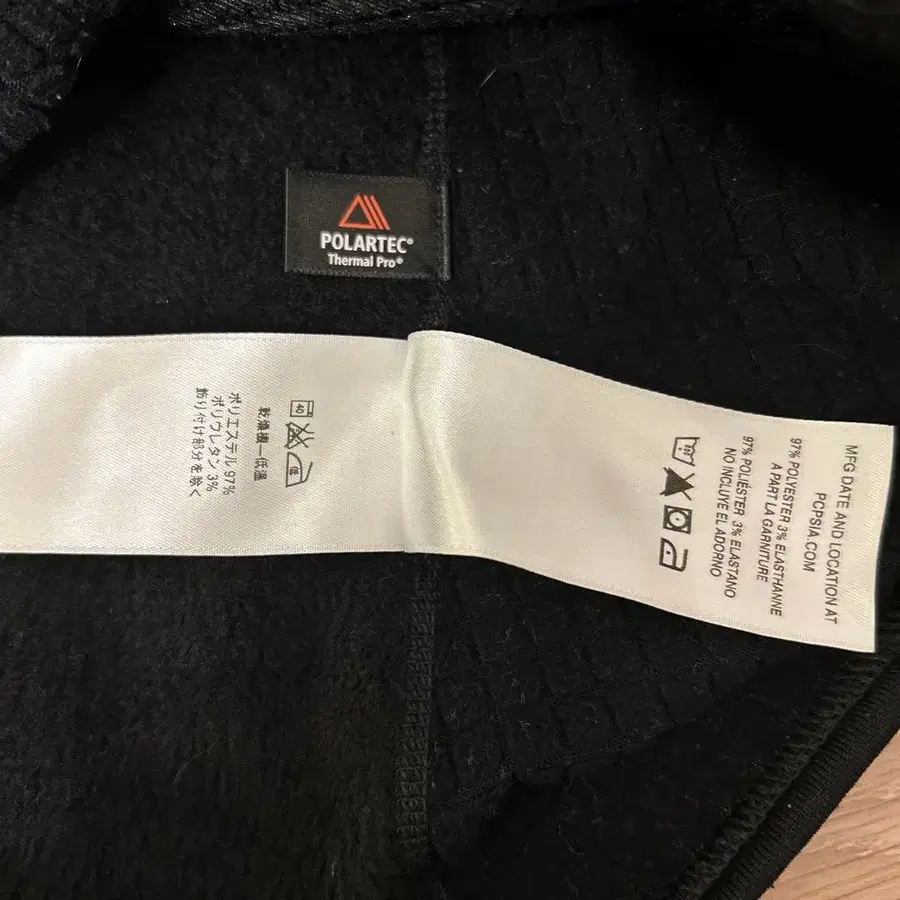 POLARTEC®
Thermal Pro®
40
低
乾燥機一低温
ポリエステル 97%
ポリウレタン 3%
飾り付け部分を除く
MFG DATE AND LOCATION AT
PCPSIA.COM
97% POLYESTER 3% ELASTHANNE
A PART LA GARNITURE
97% POLIÉSTER 3% ELASTANO
NO INCLUYE EL ADORNO